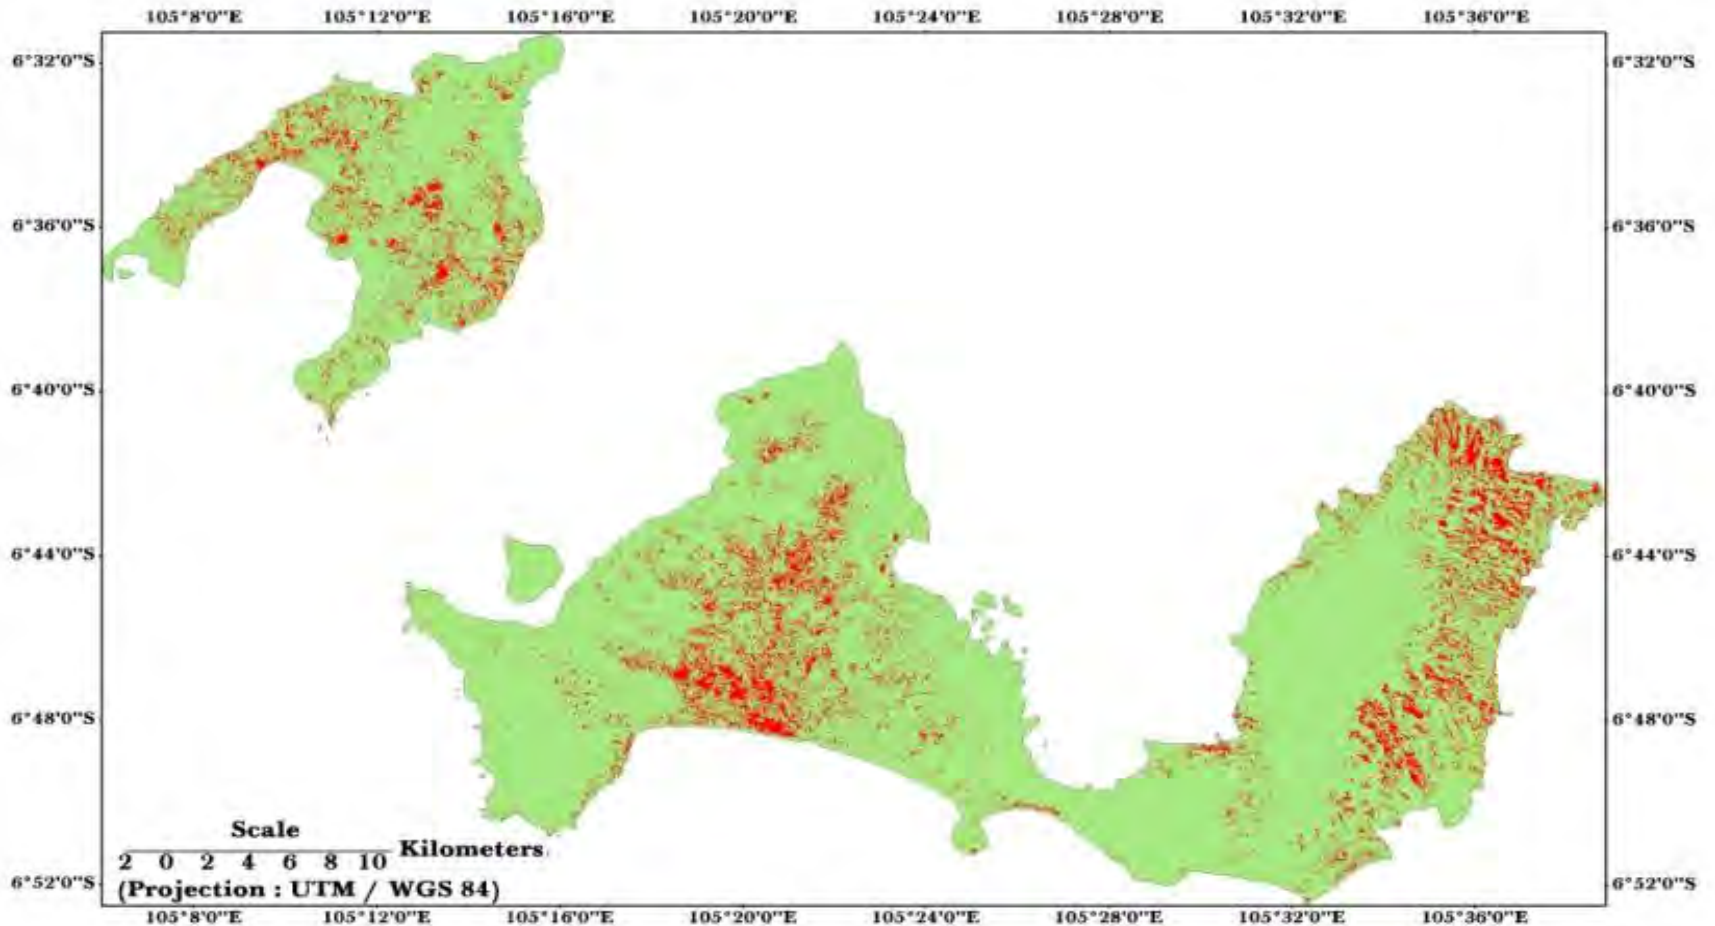 105°8'0"E 105°12'0"E 105°16'0"E 105°20'0"E 105°24'0"E 105°28'0"E 105°32'0"E 105°36'0"E
6°32'0"S 6°32'0"S
6°36'0"S 6°36'0"S
6°40'0"S 6°40'0"S
6°44'0"S 6°44'0"S
6°48'0"S 6°48'0"S
Scale
2 0 2 4 6 8 10 Kilometers
6°52'0"S 6°52'0"S
(Projection : UTM / WGS 84)
105°8'0"E 105°12'0"E 105°16'0"E 105°20'0"E 105°24'0"E 105°28'0"E 105°32'0"E 105°36'0"E